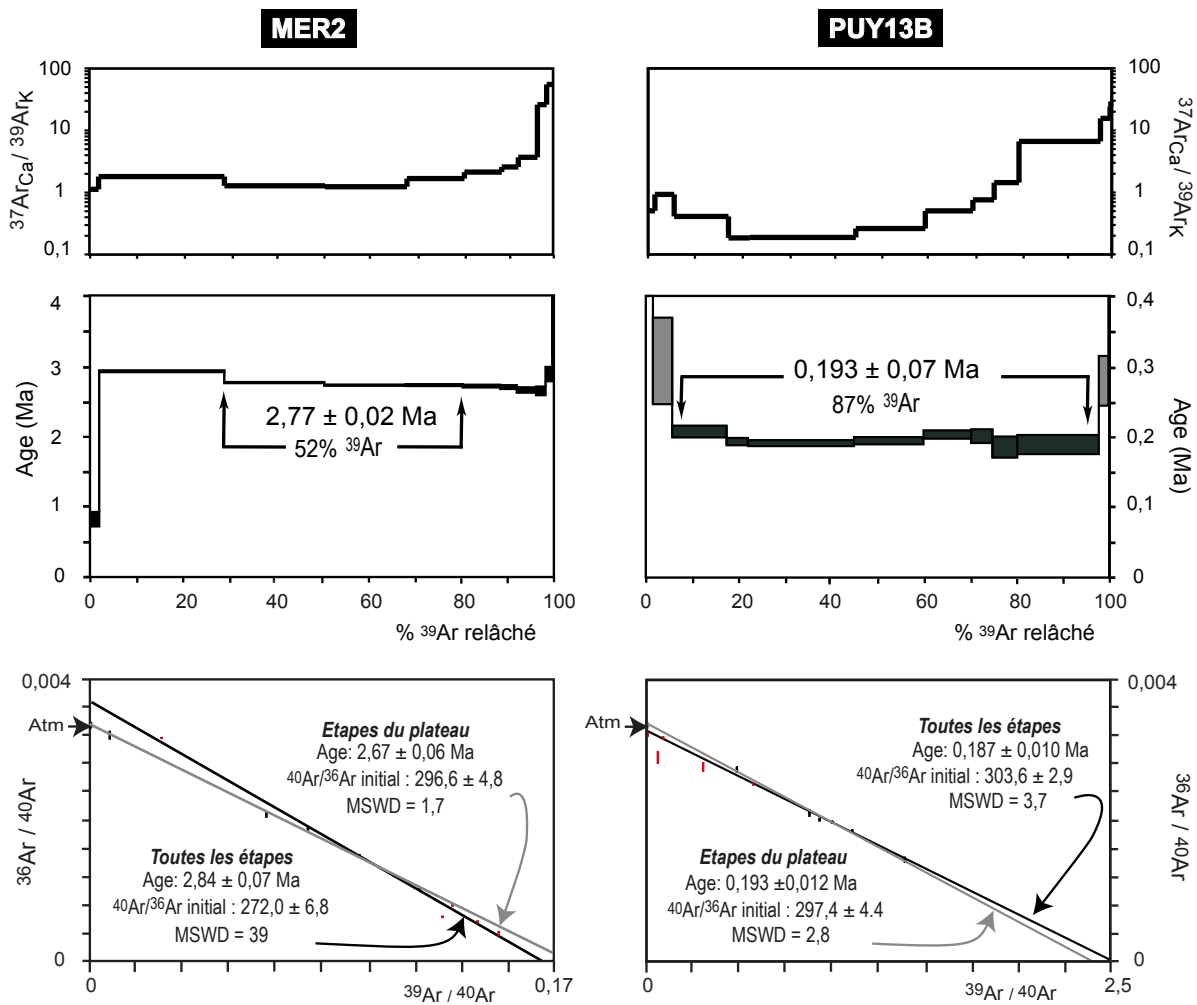 MER2
PUY13B
100
10
1
0,1
37ArCa / 39ArK
100
10
1
0,1
37ArCa / 39ArK
4
3
2
1
0
Age (Ma)
2,77 ± 0,02 Ma
52% 39Ar
0
20
40
60
80
100
% 39Ar relâché
0,4
0,3
0,2
0,1
0
Age (Ma)
0,193 ± 0,07 Ma
87% 39Ar
0
20
40
60
80
100
% 39Ar relâché
0,004
Atm
36Ar / 40Ar
0
Etapes du plateau
Age: 2,67 ± 0,06 Ma
40Ar/36Ar initial : 296,6 ± 4,8
MSWD = 1,7
Toutes les étapes
Age: 2,84 ± 0,07 Ma
40Ar/36Ar initial : 272,0 ± 6,8
MSWD = 39
0
0,17
39Ar / 40Ar
0,004
Atm
36Ar / 40Ar
0
Toutes les étapes
Age: 0,187 ± 0,010 Ma
40Ar/36Ar initial : 303,6 ± 2,9
MSWD = 3,7
Etapes du plateau
Age: 0,193 ±0,012 Ma
40Ar/36Ar initial : 297,4 ± 4.4
MSWD = 2,8
0
2,5
39Ar / 40Ar